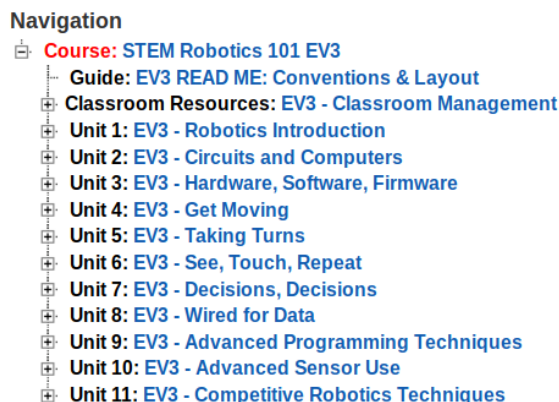 Navigation
Course: STEM Robotics 101 EV3
Guide: EV3 READ ME: Conventions & Layout
Classroom Resources: EV3 - Classroom Management
Unit 1: EV3 - Robotics Introduction
Unit 2: EV3 - Circuits and Computers
Unit 3: EV3 - Hardware, Software, Firmware
Unit 4: EV3 - Get Moving
Unit 5: EV3 - Taking Turns
Unit 6: EV3 - See, Touch, Repeat
Unit 7: EV3 - Decisions, Decisions
Unit 8: EV3 - Wired for Data
Unit 9: EV3 - Advanced Programming Techniques
Unit 10: EV3 - Advanced Sensor Use
Unit 11: EV3 - Competitive Robotics Techniques